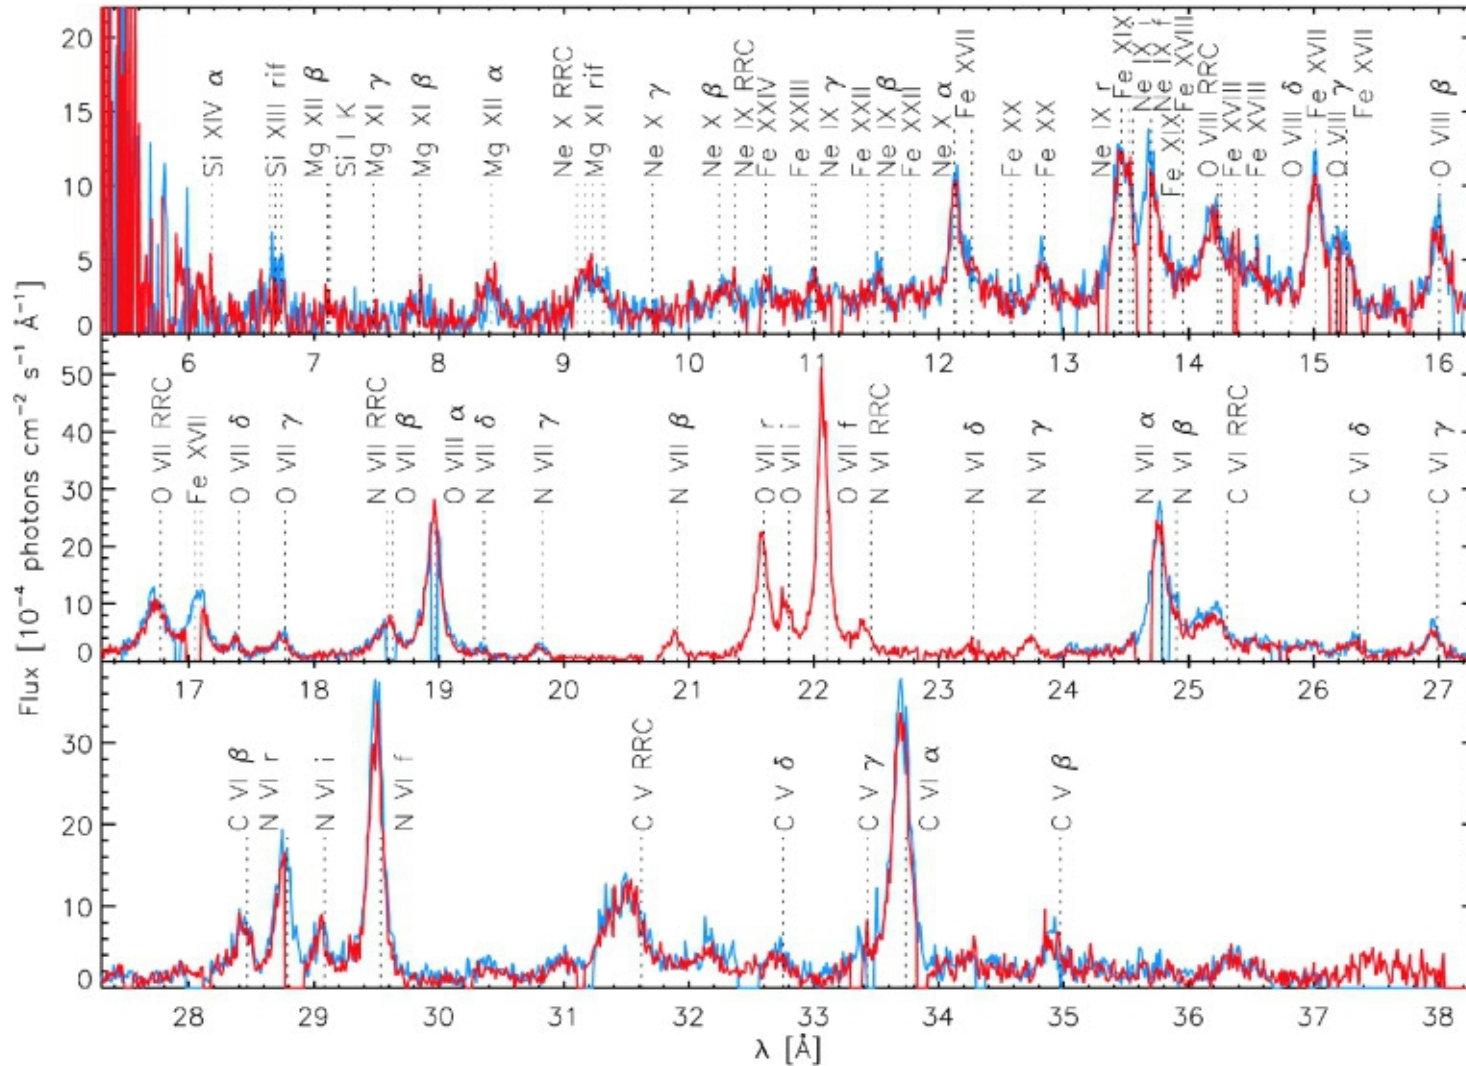 Flux [10⁻⁴ photons cm⁻² s⁻¹ Å⁻¹]
20
15
10
5
0
Si XIV α
Si XIII rif
Mg XII β
Si I K
Mg XI γ
Mg XI β
Mg XII α
Ne X RRC
Mg XI rif
Ne X γ
Ne X β
Ne IX RRC
Fe XXIV
Fe XXIII
Ne IX γ
Fe XXII
Ne IX β
Fe XXII
Ne X α
Fe XVII
Fe XX
Fe XX
Ne IX r
Fe XIX
Ne IX i
Fe XIX
Ne IX f
Fe XVIII
O VIII RRC
Fe XVIII
Fe XVIII
O VIII δ
Fe XVII
O VIII γ
Fe XVII
O VIII β
6 7 8 9 10 11 12 13 14 15 16
50
40
30
20
10
0
O VII RRC
Fe XVII
O VII δ
O VII γ
N VII RRC
O VII β
O VIII α
N VII δ
N VII γ
N VII β
O VII r
O VII i
O VII f
N VI RRC
N VI δ
N VI γ
N VII α
N VI β
C VI RRC
C VI δ
C VI γ
17 18 19 20 21 22 23 24 25 26 27
30
20
10
0
C VI β
N VI r
N VI i
N VI f
C V RRC
C V δ
C V γ
C VI α
C V β
28 29 30 31 32 33 34 35 36 37 38
λ [Å]